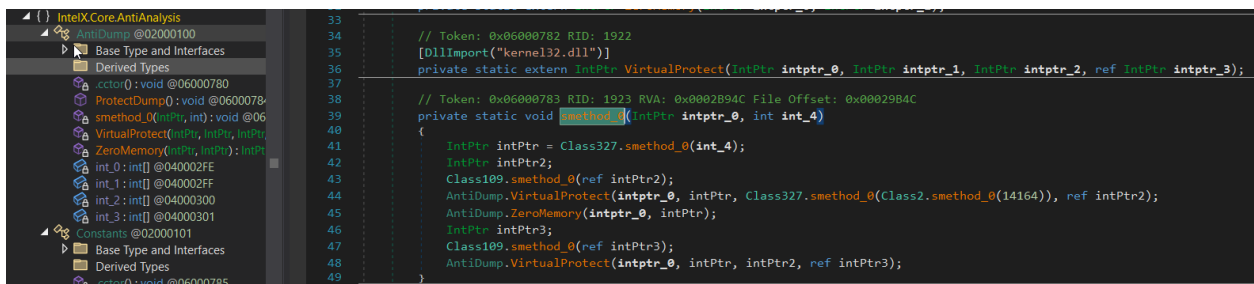 IntelX.Core.AntiAnalysis
AntiDump @02000100
Base Type and Interfaces
Derived Types
.cctor() : void @06000780
ProtectDump() : void @0600078
smethod_0(IntPtr, int) : void @06
VirtualProtect(IntPtr, IntPtr, IntPtr,
ZeroMemory(IntPtr, IntPtr) : IntPt
int_0 : int[] @040002FE
int_1 : int[] @040002FF
int_2 : int[] @04000300
int_3 : int[] @04000301
Constants @02000101
Base Type and Interfaces
Derived Types
.cctor() : void @06000785
33
34 // Token: 0x06000782 RID: 1922
35 [DllImport("kernel32.dll")]
36 private static extern IntPtr VirtualProtect(IntPtr intptr_0, IntPtr intptr_1, IntPtr intptr_2, ref IntPtr intptr_3);
37
38 // Token: 0x06000783 RID: 1923 RVA: 0x0002B94C File Offset: 0x00029B4C
39 private static void smethod_0(IntPtr intptr_0, int int_4)
40 {
41 IntPtr intPtr = Class327.smethod_0(int_4);
42 IntPtr intPtr2;
43 Class109.smethod_0(ref intPtr2);
44 AntiDump.VirtualProtect(intptr_0, intPtr, Class327.smethod_0(Class2.smethod_0(14164)), ref intPtr2);
45 AntiDump.ZeroMemory(intptr_0, intPtr);
46 IntPtr intPtr3;
47 Class109.smethod_0(ref intPtr3);
48 AntiDump.VirtualProtect(intptr_0, intPtr, intPtr2, ref intPtr3);
49 }